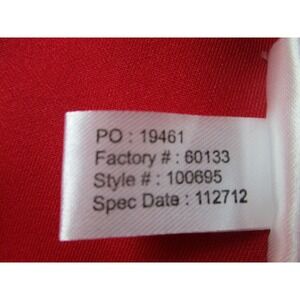 PO : 19461
Factory # : 60133
Style # : 100695
Spec Date : 112712